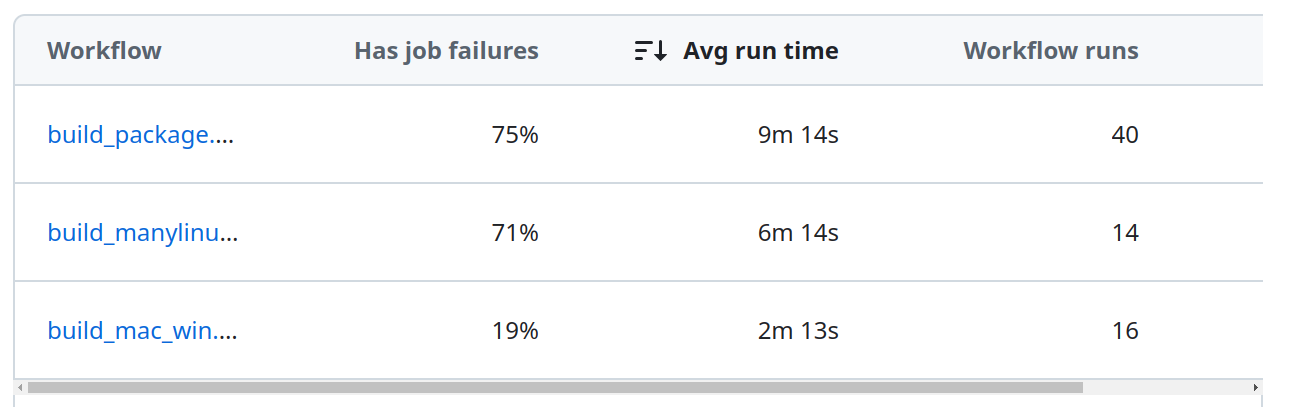 Workflow Has job failures Avg run time Workflow runs
build_package.... 75% 9m 14s 40
build_manylinu... 71% 6m 14s 14
build_mac_win.... 19% 2m 13s 16